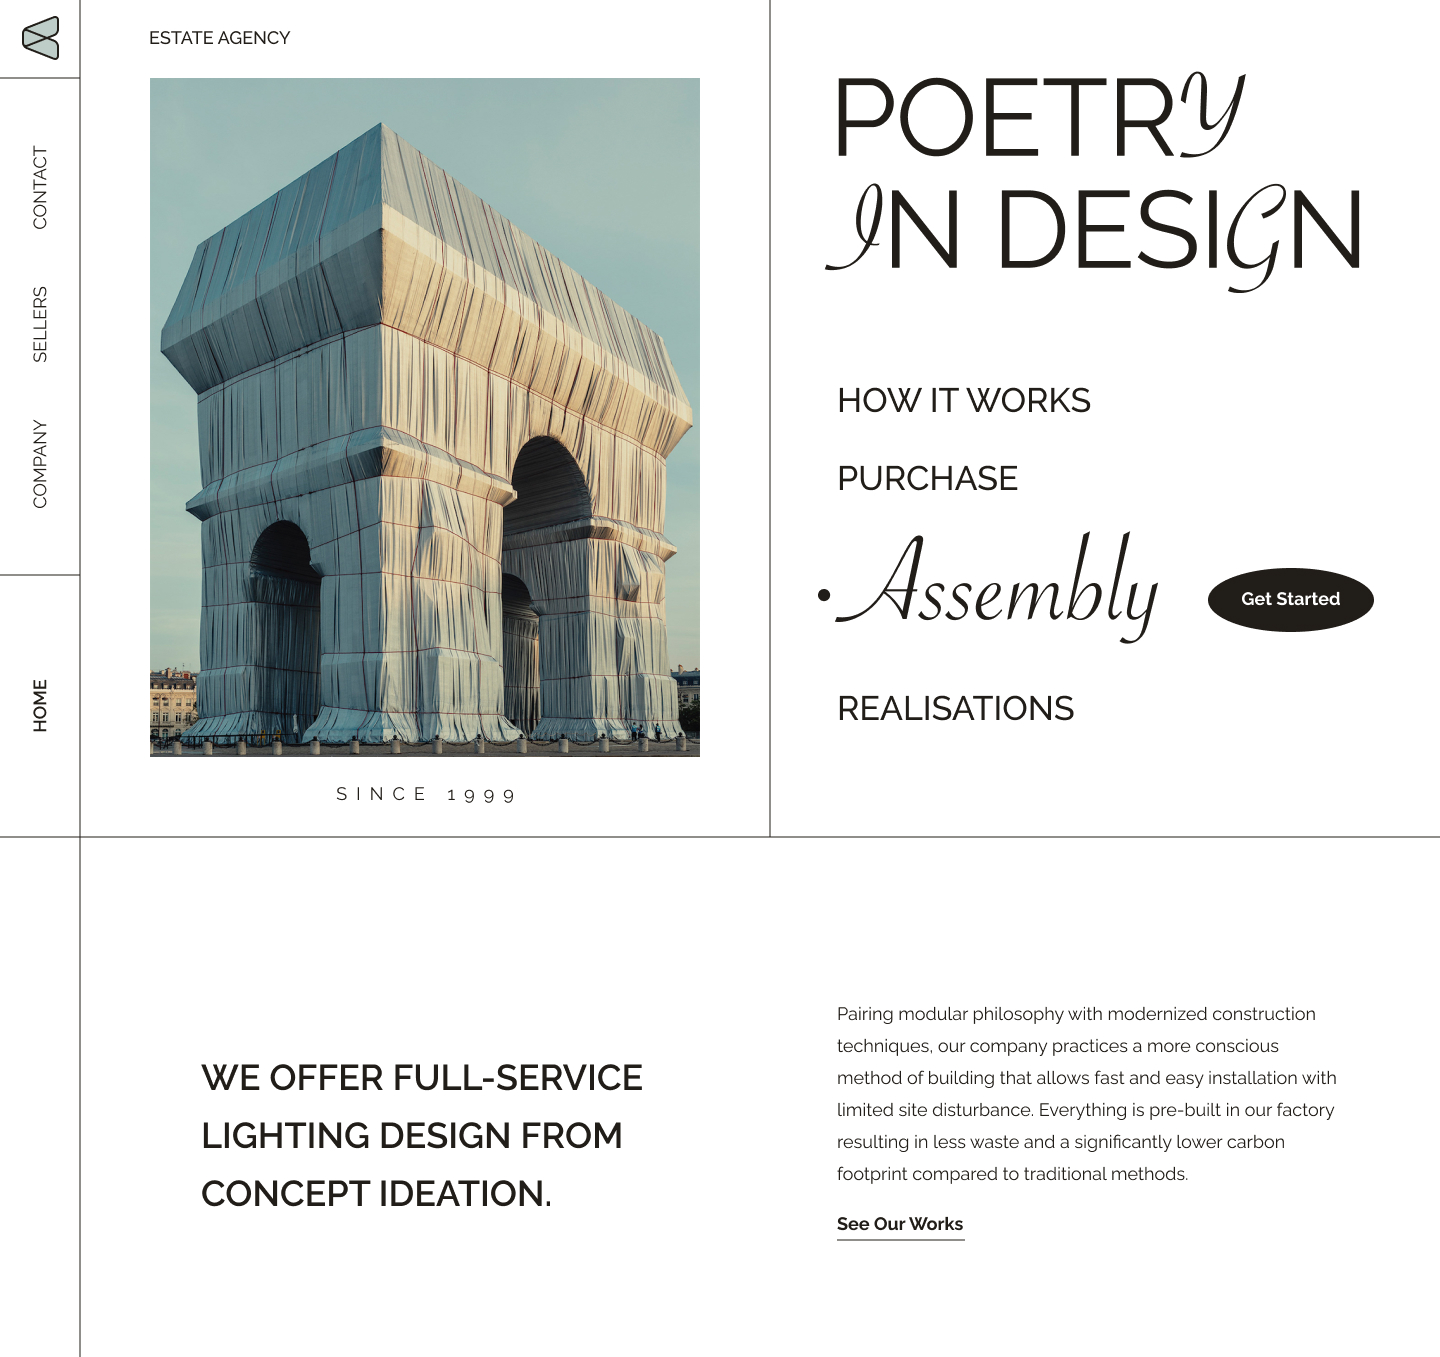 ESTATE AGENCY
CONTACT
SELLERS
COMPANY
HOME
SINCE 1999
POETRY
IN DESIGN
HOW IT WORKS
PURCHASE
Assembly
Get Started
REALISATIONS
WE OFFER FULL-SERVICE
LIGHTING DESIGN FROM
CONCEPT IDEATION.
Pairing modular philosophy with modernized construction
techniques, our company practices a more conscious
method of building that allows fast and easy installation with
limited site disturbance. Everything is pre-built in our factory
resulting in less waste and a significantly lower carbon
footprint compared to traditional methods.
See Our Works